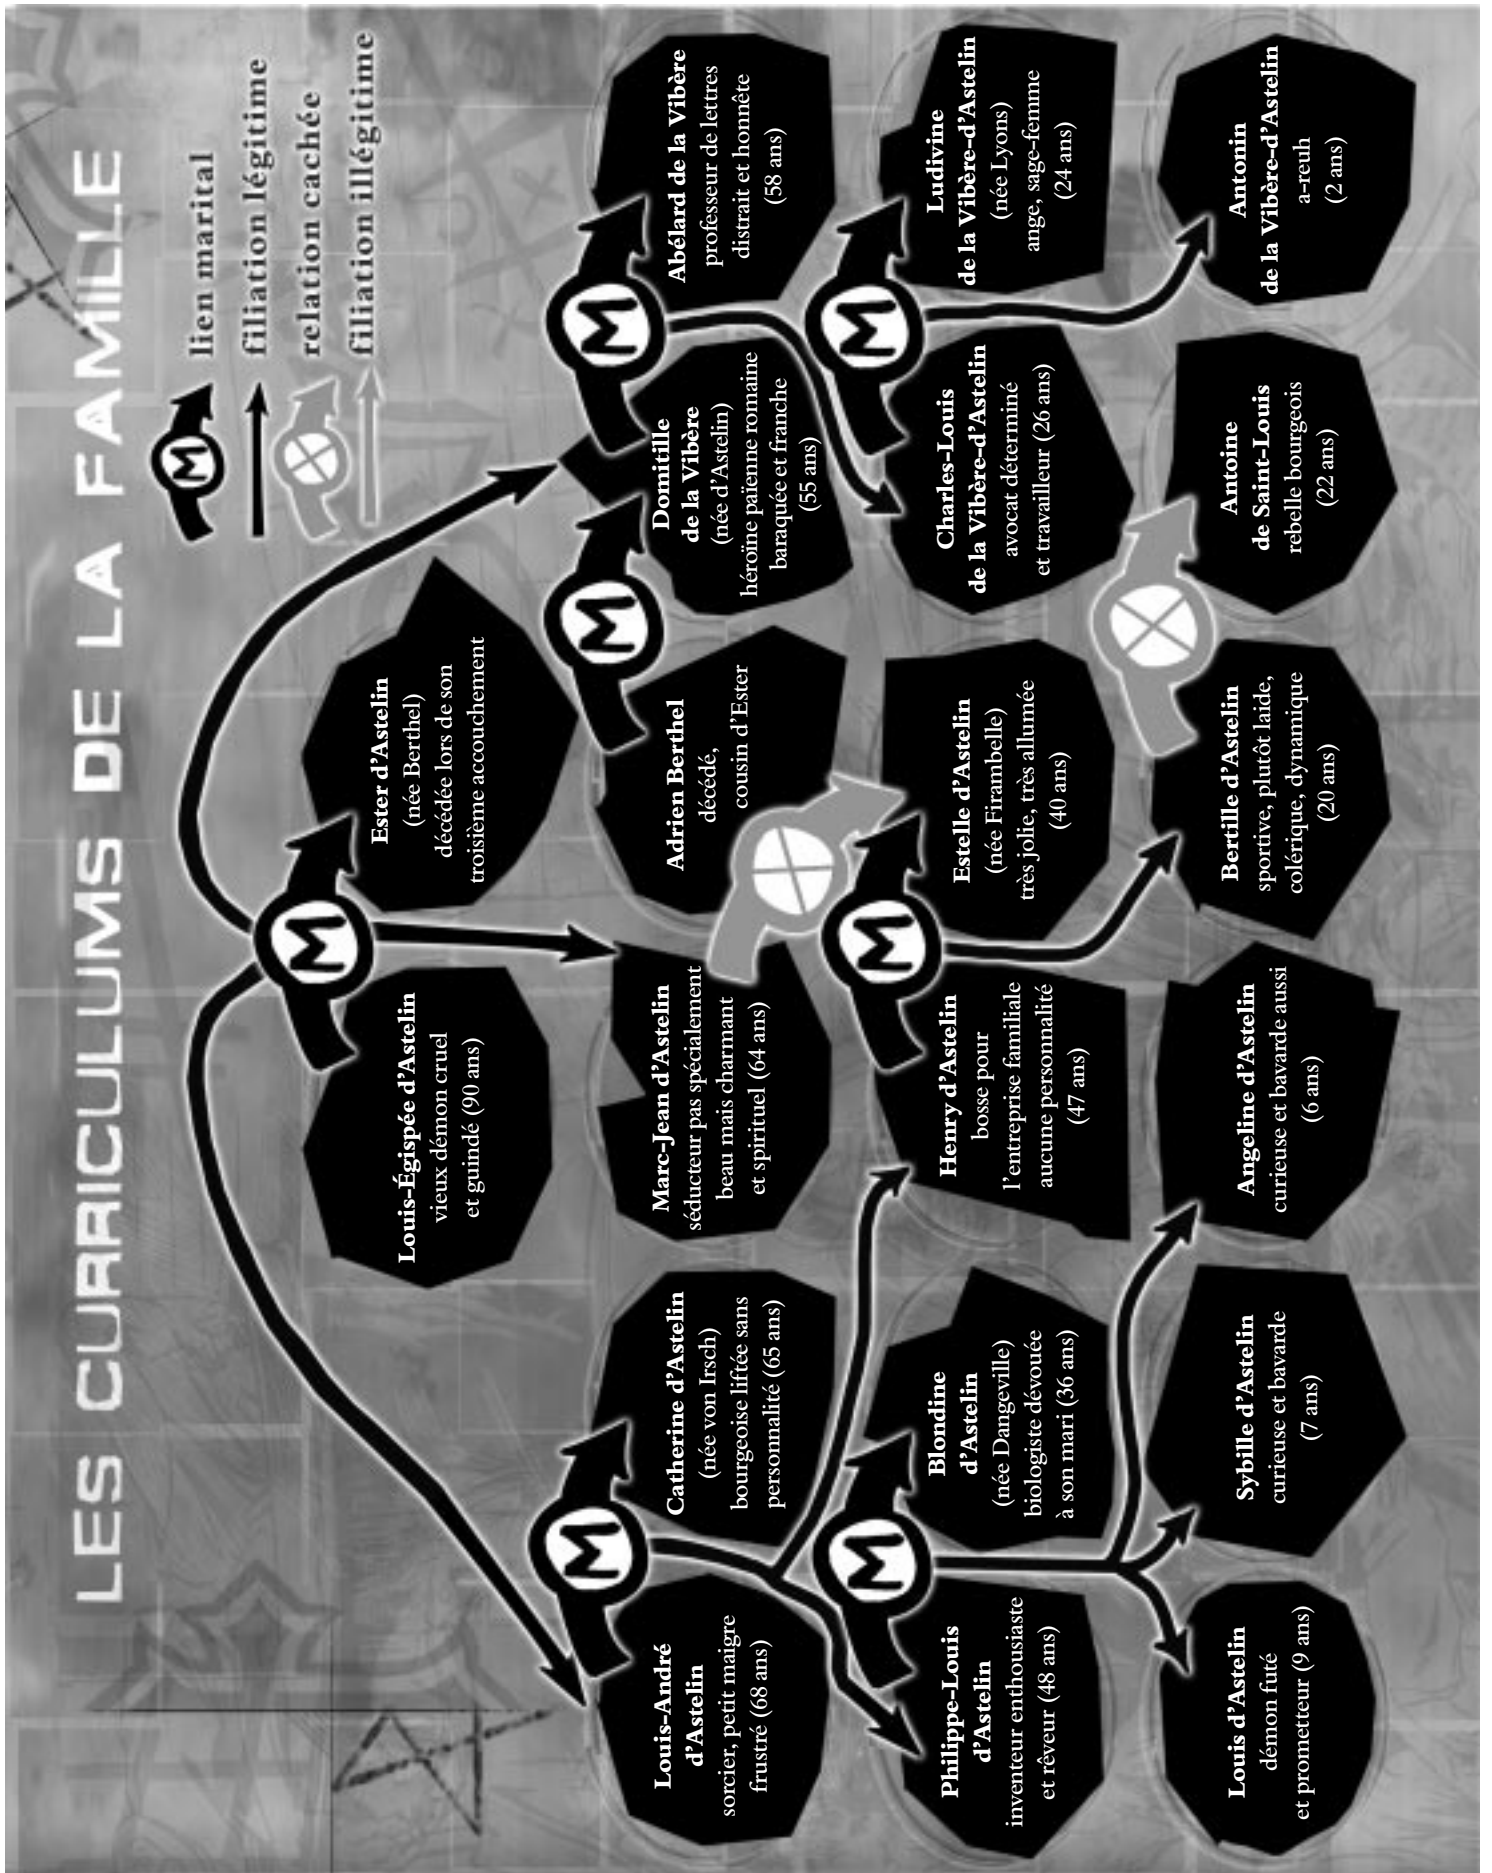 LES CURRICULUMS DE LA FAMILLE
M
lien marital
filiation légitime
relation cachée
filiation illégitime
Louis-Égispée d'Astelin
vieux démon cruel
et guindé (90 ans)
M
Ester d'Astelin
(née Berthel)
décédée lors de son
troisième accouchement
Louis-André
d'Astelin
sorcier, petit maigre
frustré (68 ans)
M
Catherine d'Astelin
(née von Irsch)
bourgeoise liftée sans
personnalité (65 ans)
Marc-Jean d'Astelin
séducteur pas spécialement
beau mais charmant
et spirituel (64 ans)
Adrien Berthel
décédé,
cousin d'Ester
M
Domitille
de la Vibère
(née d'Astelin)
héroïne païenne romaine
baraquée et franche
(55 ans)
M
Abélard de la Vibère
professeur de lettres
distrait et honnête
(58 ans)
Philippe-Louis
d'Astelin
inventeur enthousiaste
et rêveur (48 ans)
M
Blondine
d'Astelin
(née Dangeville)
biologiste dévouée
à son mari (36 ans)
Henry d'Astelin
bosse pour
l'entreprise familiale
aucune personnalité
(47 ans)
M
Estelle d'Astelin
(née Firambelle)
très jolie, très allumée
(40 ans)
Charles-Louis
de la Vibère-d'Astelin
avocat déterminé
et travailleur (26 ans)
M
Ludivine
de la Vibère-d'Astelin
(née Lyons)
ange, sage-femme
(24 ans)
Louis d'Astelin
démon futé
et prometteur (9 ans)
Sybille d'Astelin
curieuse et bavarde
(7 ans)
Angeline d'Astelin
curieuse et bavarde aussi
(6 ans)
Bertille d'Astelin
sportive, plutôt laide,
colérique, dynamique
(20 ans)
Antoine
de Saint-Louis
rebelle bourgeois
(22 ans)
Antonin
de la Vibère-d'Astelin
a-reuh
(2 ans)